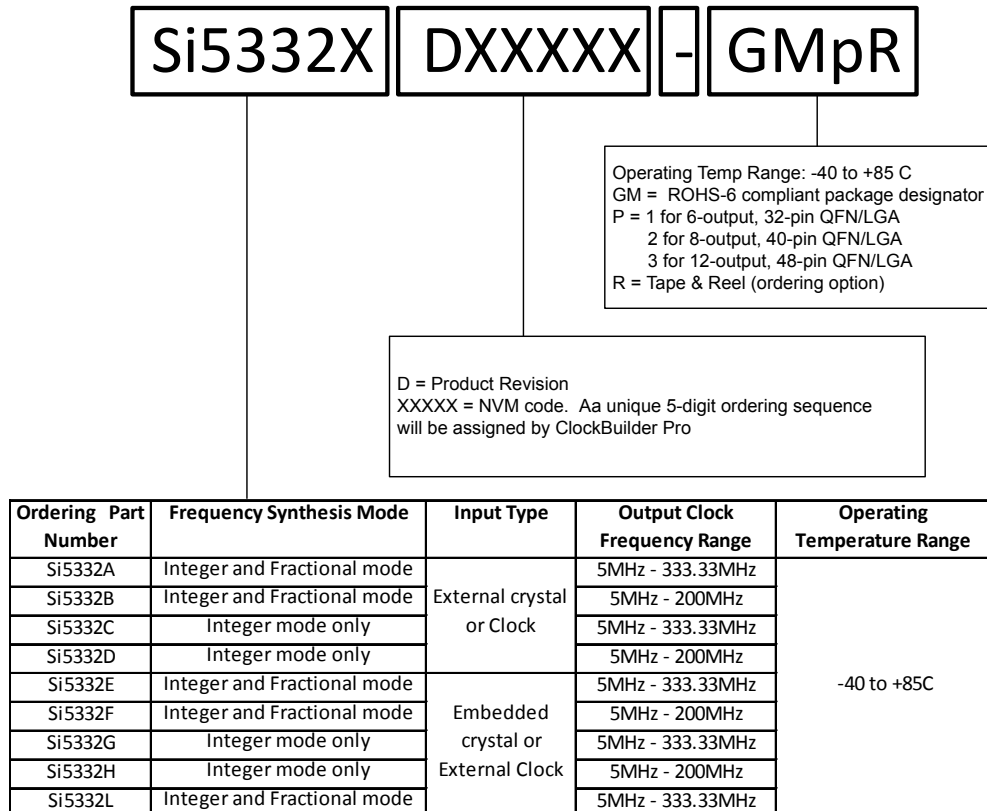 Si5332X DXXXXX - GMpR
Operating Temp Range: -40 to +85 C
GM = ROHS-6 compliant package designator
P = 1 for 6-output, 32-pin QFN/LGA
2 for 8-output, 40-pin QFN/LGA
3 for 12-output, 48-pin QFN/LGA
R = Tape & Reel (ordering option)
D = Product Revision
XXXXX = NVM code. Aa unique 5-digit ordering sequence
will be assigned by ClockBuilder Pro
Ordering Part Frequency Synthesis Mode Input Type Output Clock Operating
Number Frequency Range Temperature Range
Si5332A Integer and Fractional mode 5MHz - 333.33MHz
Si5332B Integer and Fractional mode External crystal 5MHz - 200MHz
Si5332C Integer mode only or Clock 5MHz - 333.33MHz
Si5332D Integer mode only 5MHz - 200MHz
Si5332E Integer and Fractional mode 5MHz - 333.33MHz -40 to +85C
Si5332F Integer and Fractional mode Embedded 5MHz - 200MHz
Si5332G Integer mode only crystal or 5MHz - 333.33MHz
Si5332H Integer mode only External Clock 5MHz - 200MHz
Si5332L Integer and Fractional mode 5MHz - 333.33MHz